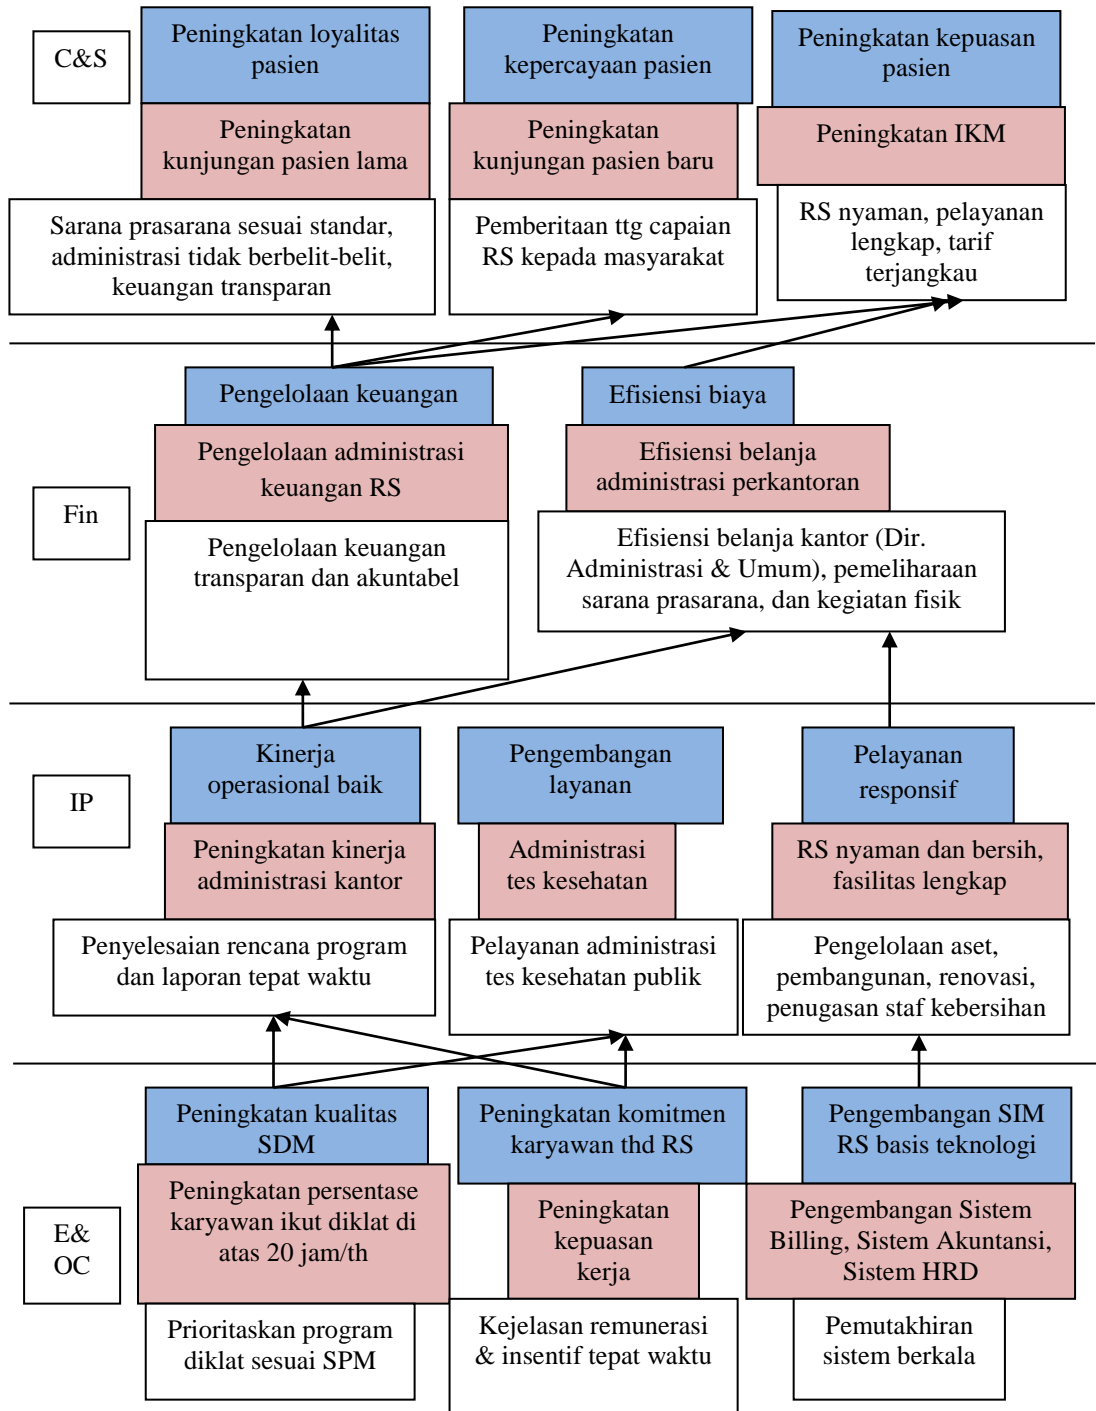 C&S
Peningkatan loyalitas
pasien
Peningkatan
kunjungan pasien lama
Sarana prasarana sesuai standar,
administrasi tidak berbelit-belit,
keuangan transparan
Peningkatan
kepercayaan pasien
Peningkatan
kunjungan pasien baru
Pemberitaan ttg capaian
RS kepada masyarakat
Peningkatan kepuasan
pasien
Peningkatan IKM
RS nyaman, pelayanan
lengkap, tarif
terjangkau
Fin
Pengelolaan keuangan
Pengelolaan administrasi
keuangan RS
Pengelolaan keuangan
transparan dan akuntabel
Efisiensi biaya
Efisiensi belanja
administrasi perkantoran
Efisiensi belanja kantor (Dir.
Administrasi & Umum), pemeliharaan
sarana prasarana, dan kegiatan fisik
IP
Kinerja
operasional baik
Peningkatan kinerja
administrasi kantor
Penyelesaian rencana program
dan laporan tepat waktu
Pengembangan
layanan
Administrasi
tes kesehatan
Pelayanan administrasi
tes kesehatan publik
Pelayanan
responsif
RS nyaman dan bersih,
fasilitas lengkap
Pengelolaan aset,
pembangunan, renovasi,
penugasan staf kebersihan
E&
OC
Peningkatan kualitas
SDM
Peningkatan persentase
karyawan ikut diklat di
atas 20 jam/th
Prioritaskan program
diklat sesuai SPM
Peningkatan komitmen
karyawan thd RS
Peningkatan
kepuasan
kerja
Kejelasan remunerasi
& insentif tepat waktu
Pengembangan SIM
RS basis teknologi
Pengembangan Sistem
Billing, Sistem Akuntansi,
Sistem HRD
Pemutakhiran
sistem berkala